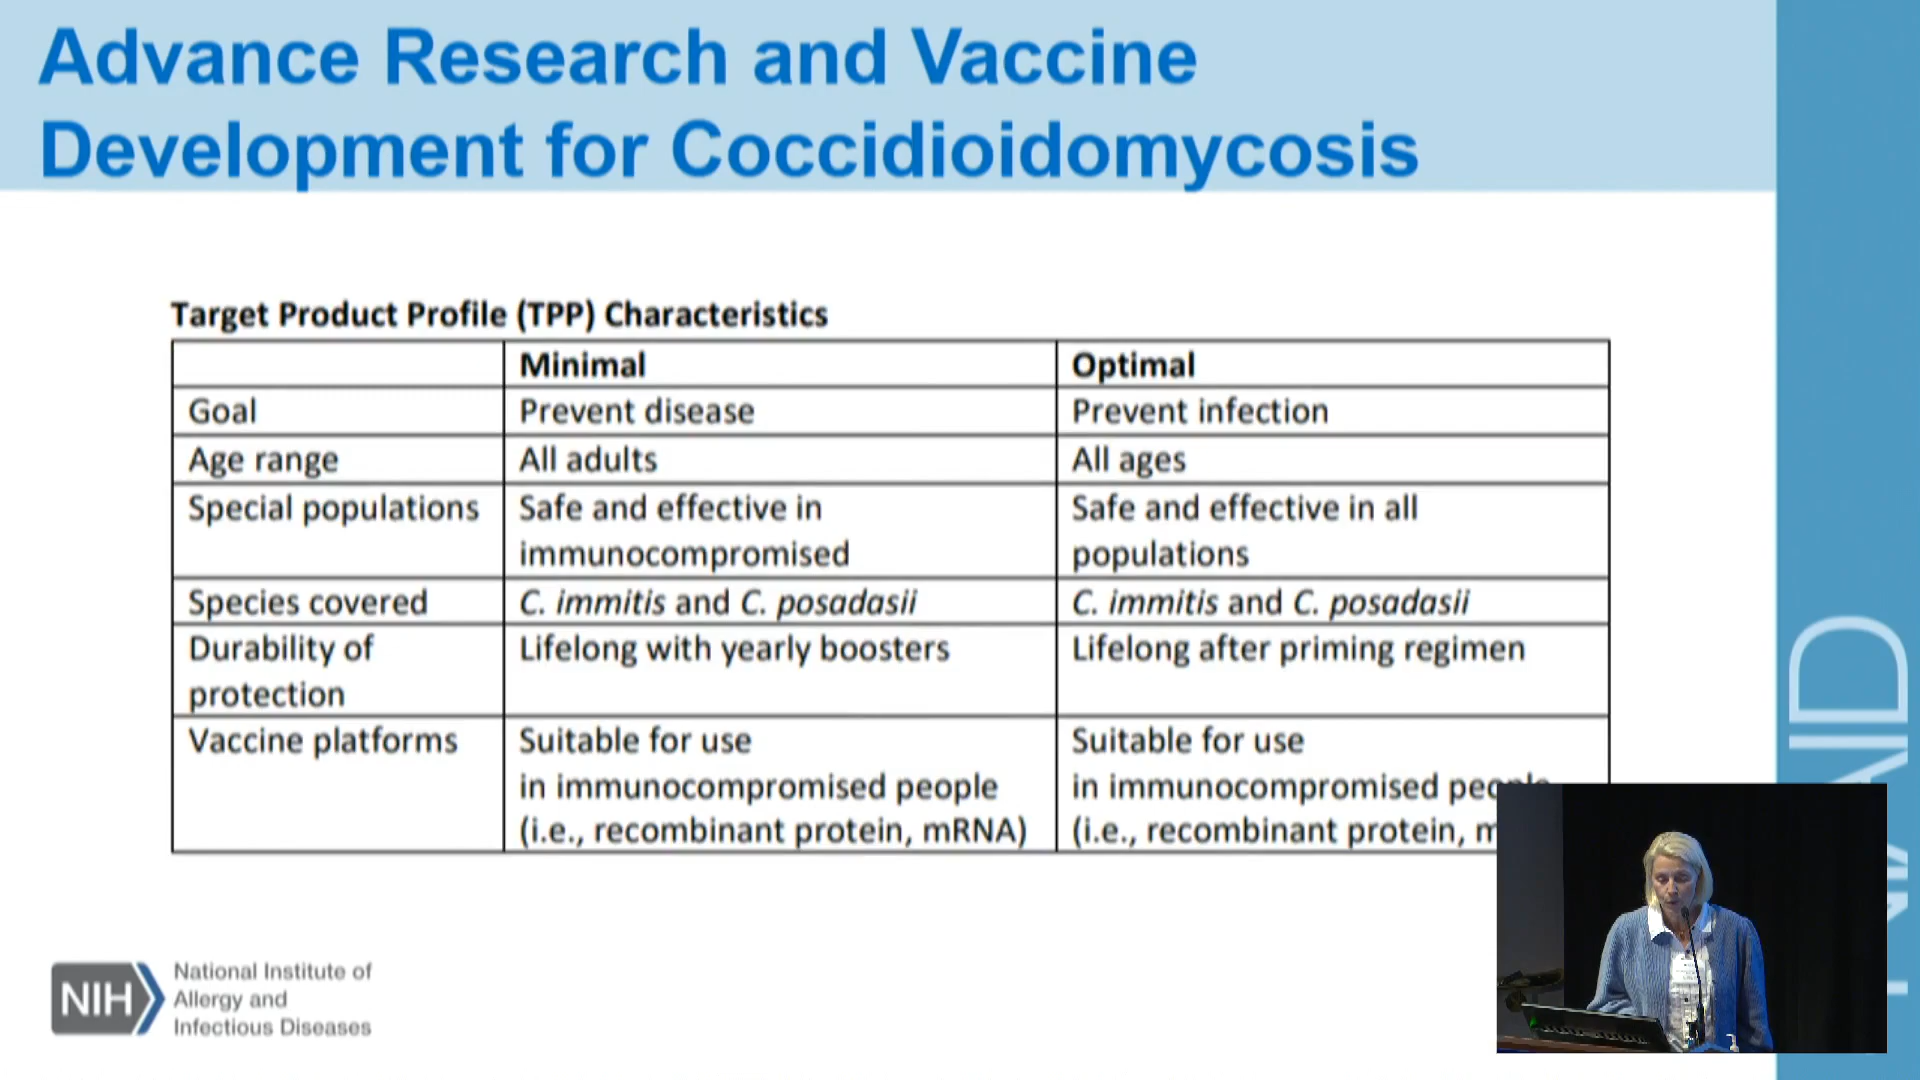 Advance Research and Vaccine
Development for Coccidioidomycosis
Target Product Profile (TPP) Characteristics
Minimal Optimal
Goal Prevent disease Prevent infection
Age range All adults All ages
Special populations Safe and effective in Safe and effective in all
immunocompromised populations
Species covered C. immitis and C. posadasii C. immitis and C. posadasii
Durability of Lifelong with yearly boosters Lifelong after priming regimen
protection
Vaccine platforms Suitable for use Suitable for use
in immunocompromised people in immunocompromised people
(i.e., recombinant protein, mRNA) (i.e., recombinant protein,
NIH National Institute of
Allergy and
Infectious Diseases